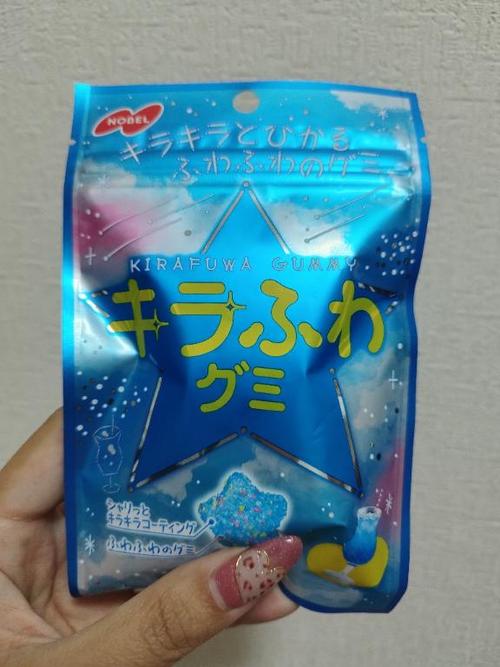 NOBEL
キラキラとひかる
ふわふわのグミ
KIRAFUWA GUMMY
キラふわ
グミ
シャリっと
キラキラコーティング
ふわふわのグミ